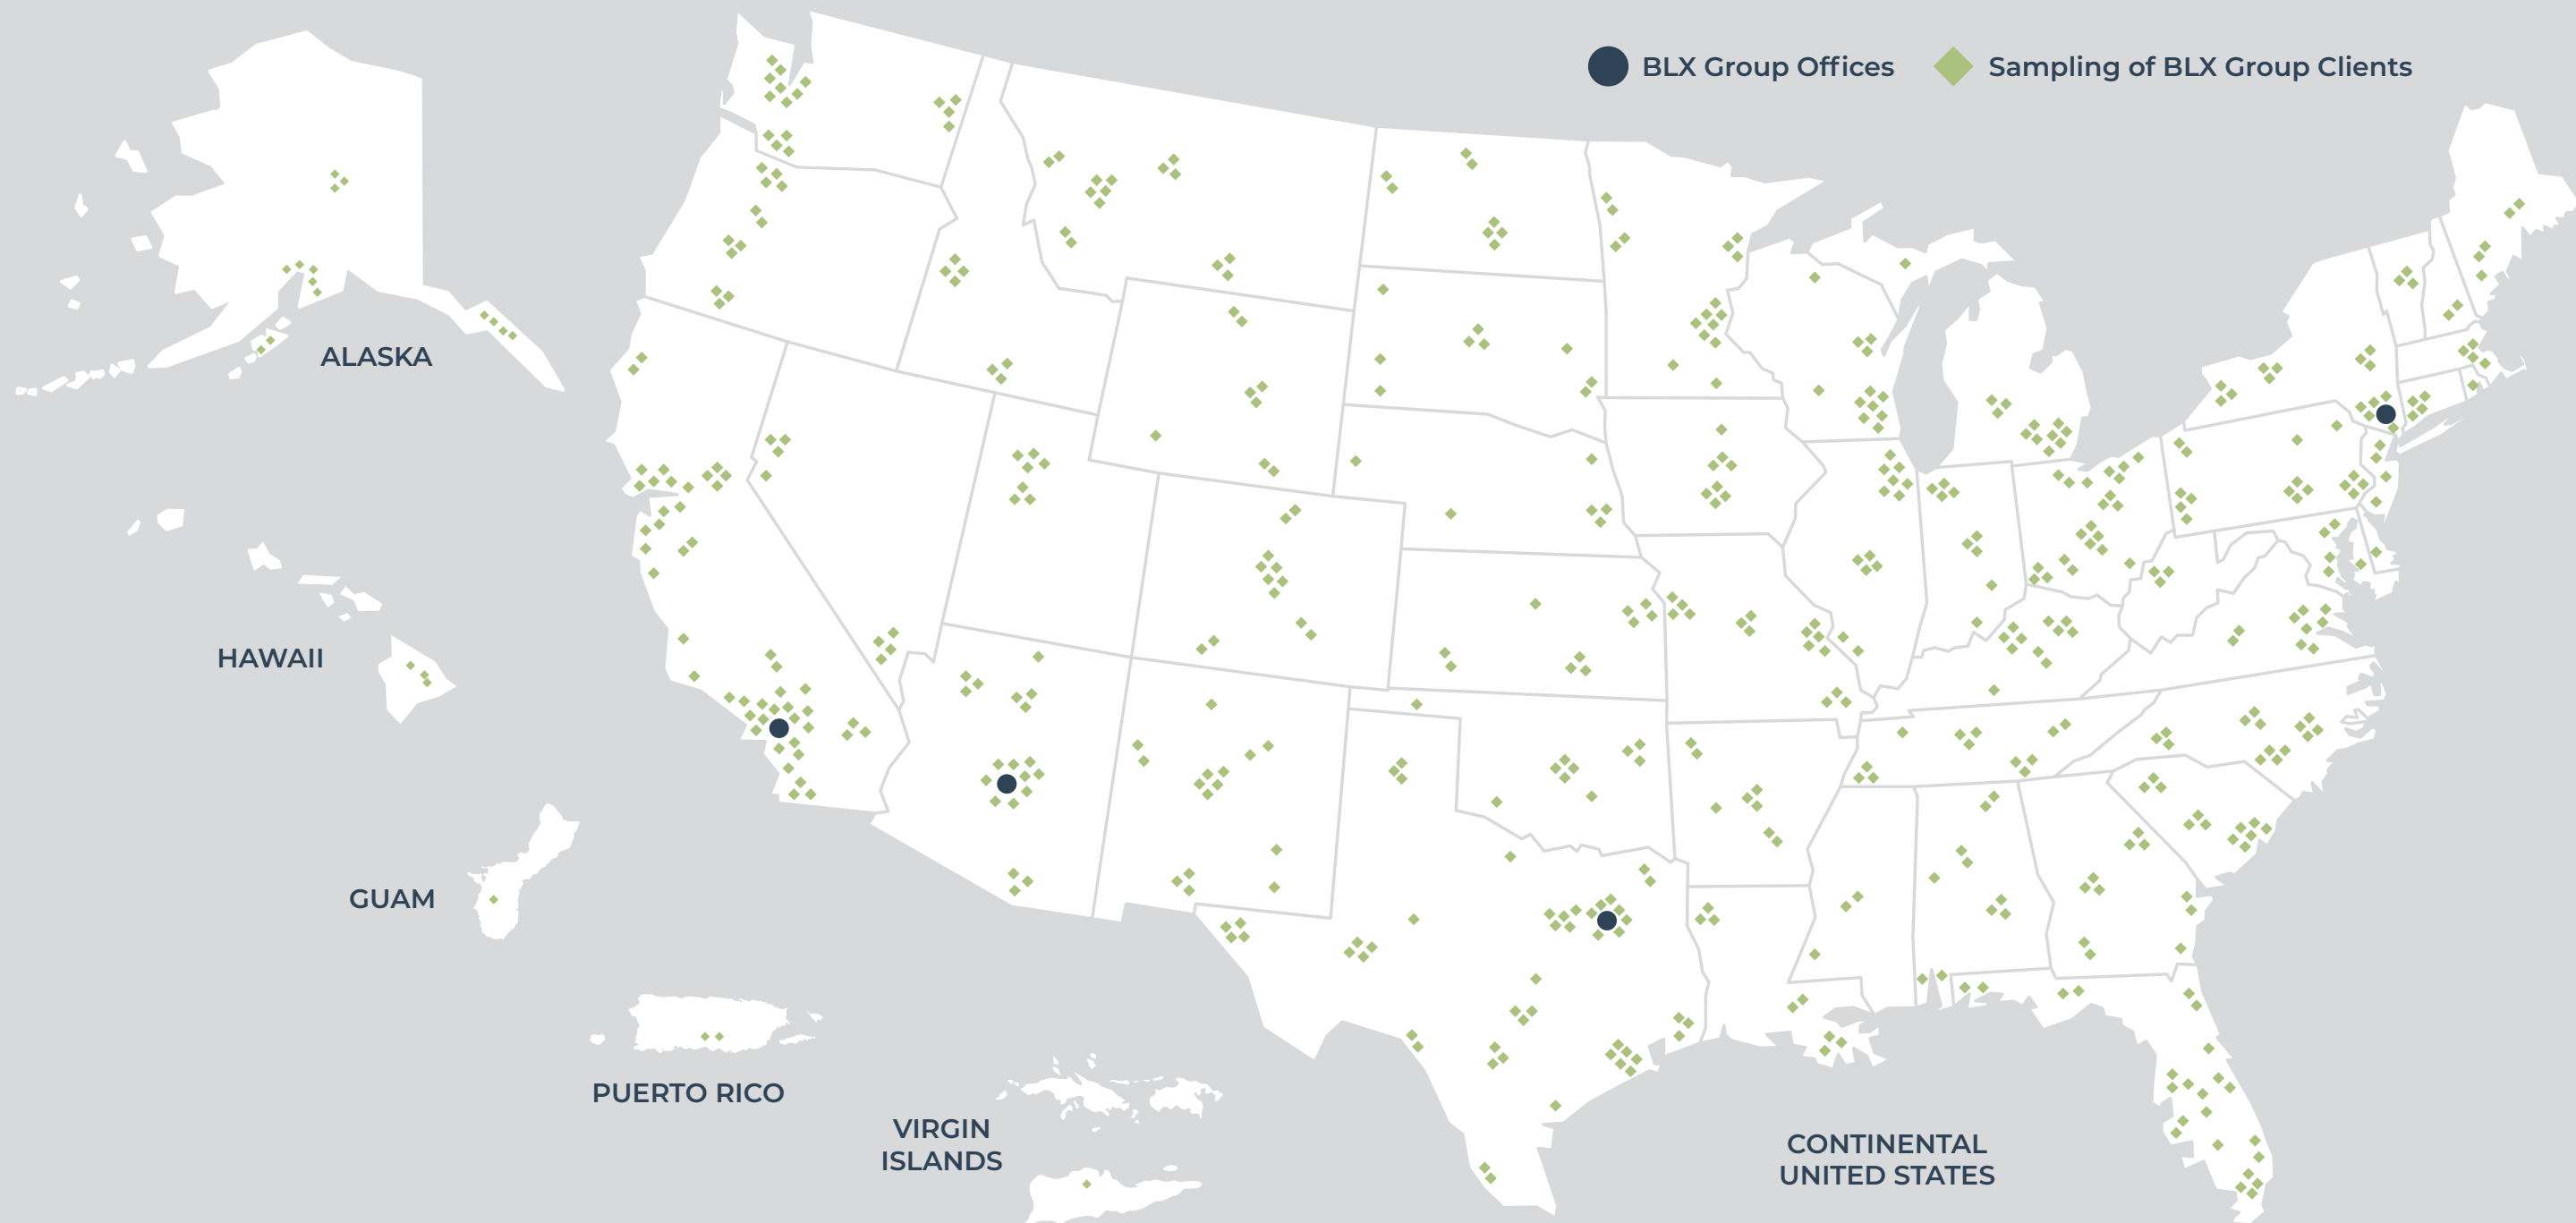 BLX Group Offices
Sampling of BLX Group Clients
ALASKA
HAWAII
GUAM
PUERTO RICO
VIRGIN
ISLANDS
CONTINENTAL
UNITED STATES